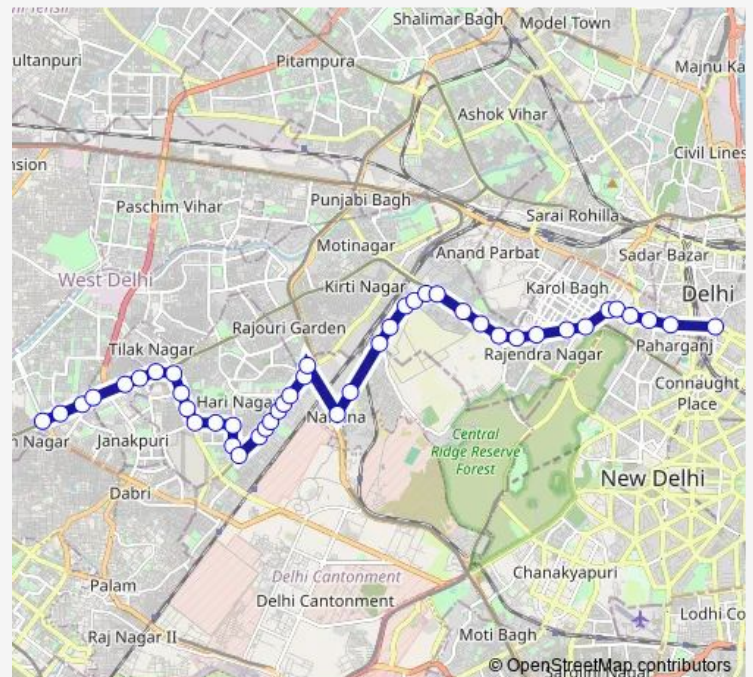 Shalimar Bagh
Model Town
ultanpuri
Pitampura
Majnu Ka
Ashok Vihar
Civil Lines
nsion
Punjabi Bagh
Paschim Vihar
Sarai Rohilla
Motinagar
Anand Parbat
Sadar Bazar
West Delhi
Kirti Nagar
Karol Bagh
Delhi
Rajouri Garden
Tilak Nagar
Rajendra Nagar
Paharganj
Connaught
Place
Hari Naga
Na
na
n Nagar
Janakpuri
Central
Ridge Reserve
Forest
New Delhi
Dabri
Chanakyapuri
Delhi Cantonment
Palam
Delhi Cantonment
Lodhi Co
Raj Nagar II
Moti Bagh
© OpenStreetMap contributors